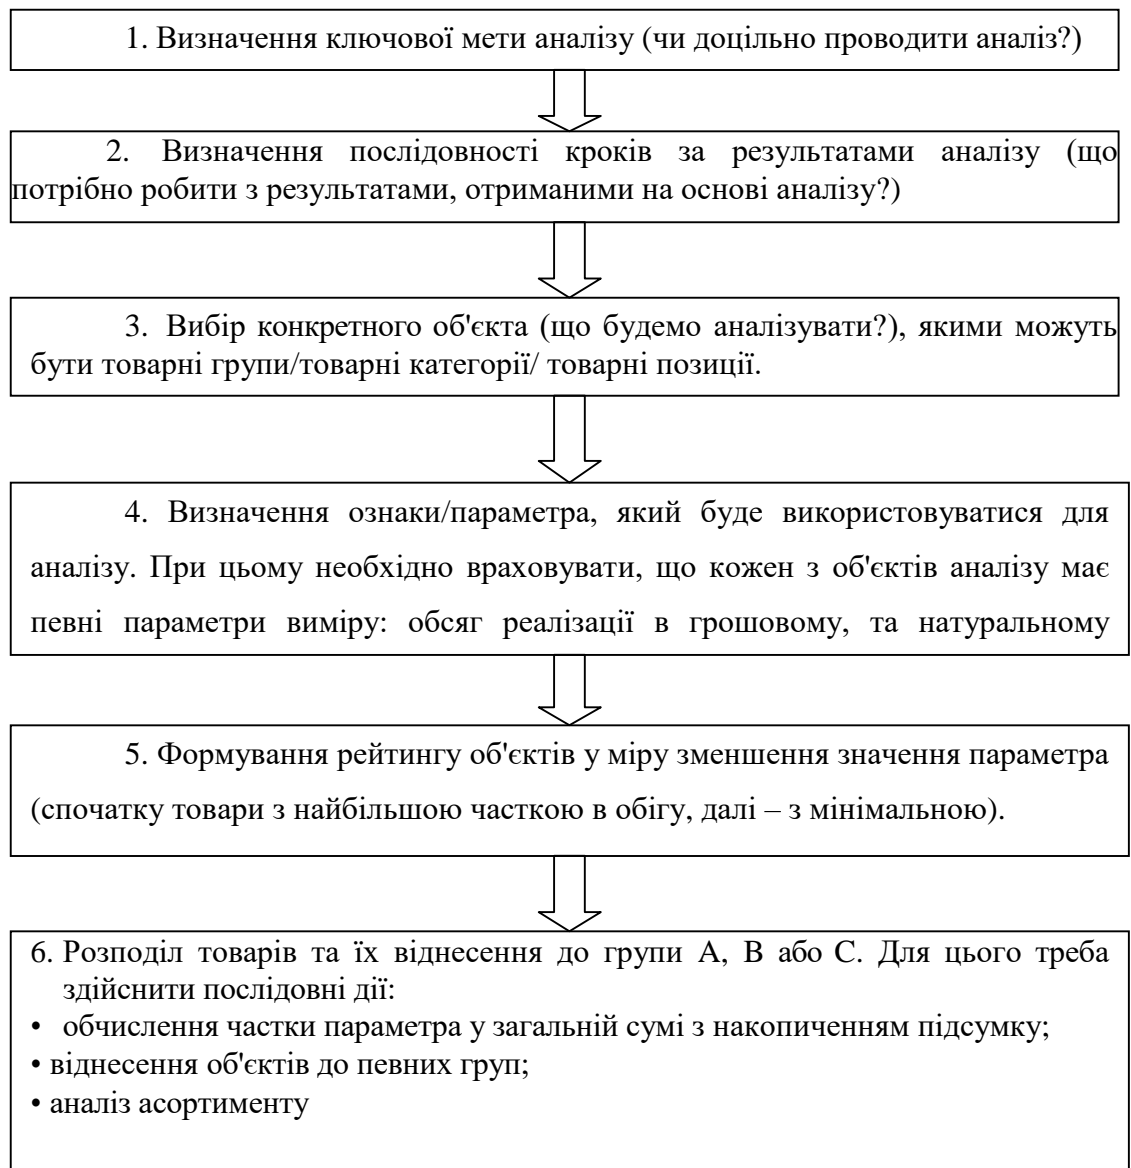 1. Визначення ключової мети аналізу (чи доцільно проводити аналіз?)
2. Визначення послідовності кроків за результатами аналізу (що
потрібно робити з результатами, отриманими на основі аналізу?)
3. Вибір конкретного об'єкта (що будемо аналізувати?), якими можуть
бути товарні групи/товарні категорії/ товарні позиції.
4. Визначення ознаки/параметра, який буде використовуватися для
аналізу. При цьому необхідно враховувати, що кожен з об'єктів аналізу має
певні параметри виміру: обсяг реалізації в грошовому, та натуральному
5. Формування рейтингу об'єктів у міру зменшення значення параметра
(спочатку товари з найбільшою часткою в обігу, далі – з мінімальною).
6. Розподіл товарів та їх віднесення до групи А, В або С. Для цього треба
здійснити послідовні дії:
• обчислення частки параметра у загальній сумі з накопиченням підсумку;
• віднесення об'єктів до певних груп;
• аналіз асортименту